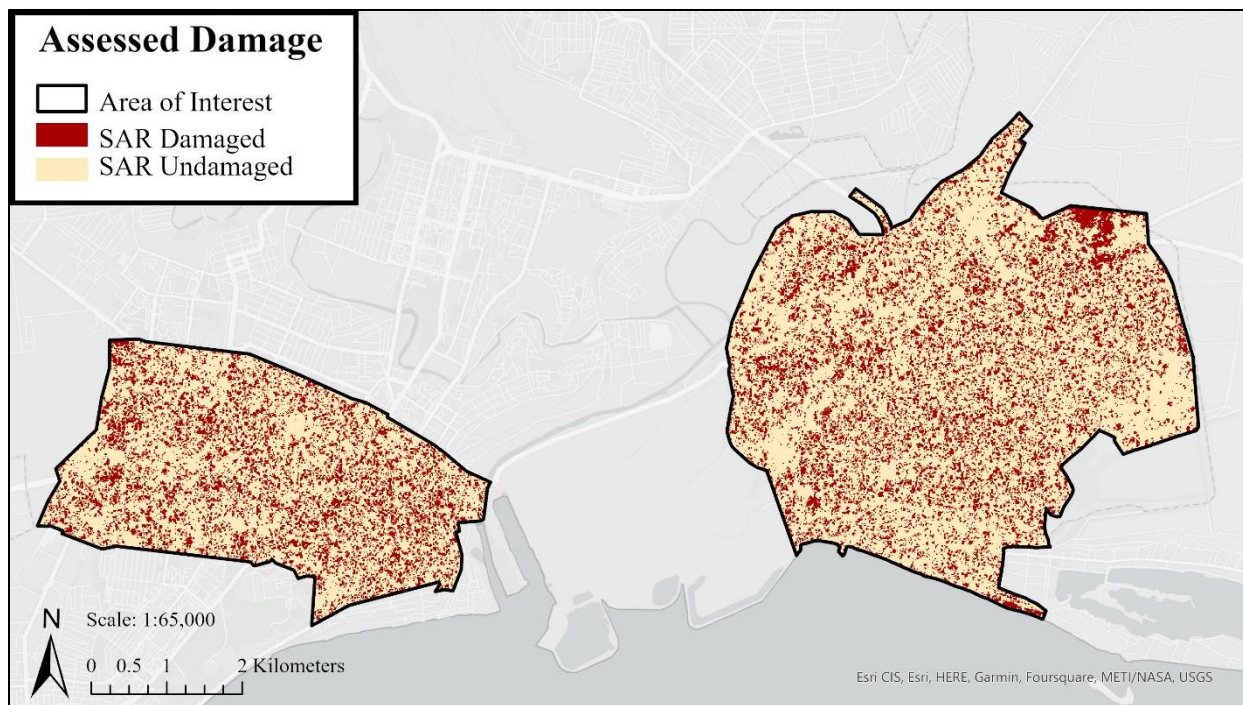 Assessed Damage
Area of Interest
SAR Damaged
SAR Undamaged
N
Scale: 1:65,000
0 0.5 1 2 Kilometers
Esri CIS, Esri, HERE, Garmin, Foursquare, METI/NASA, USGS